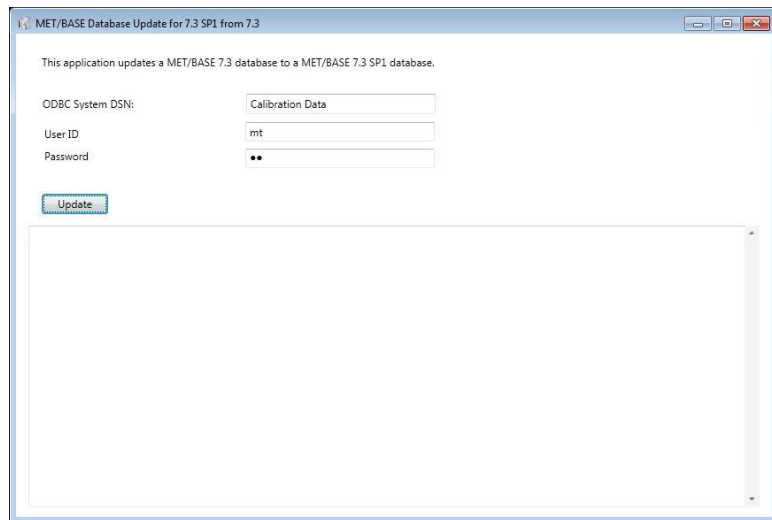 MET/BASE Database Update for 7.3 SP1 from 7.3
This application updates a MET/BASE 7.3 database to a MET/BASE 7.3 SP1 database.
ODBC System DSN: Calibration Data
User ID mt
Password ●●
Update